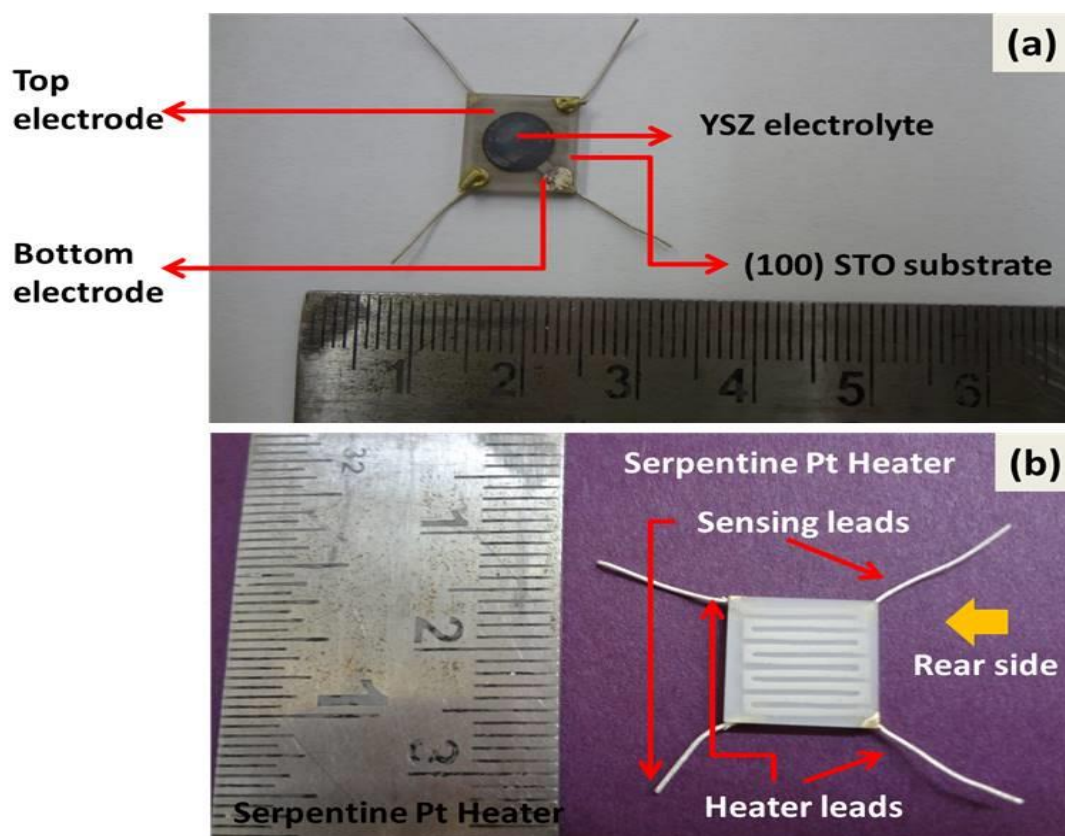 (a)
Top
electrode
YSZ electrolyte
Bottom
electrode
(100) STO substrate
1 2 3 4 5 6
(b)
32
Serpentine Pt Heater
1
Sensing leads
2
Rear side
1
3
Heater leads
Serpentine Pt Heater